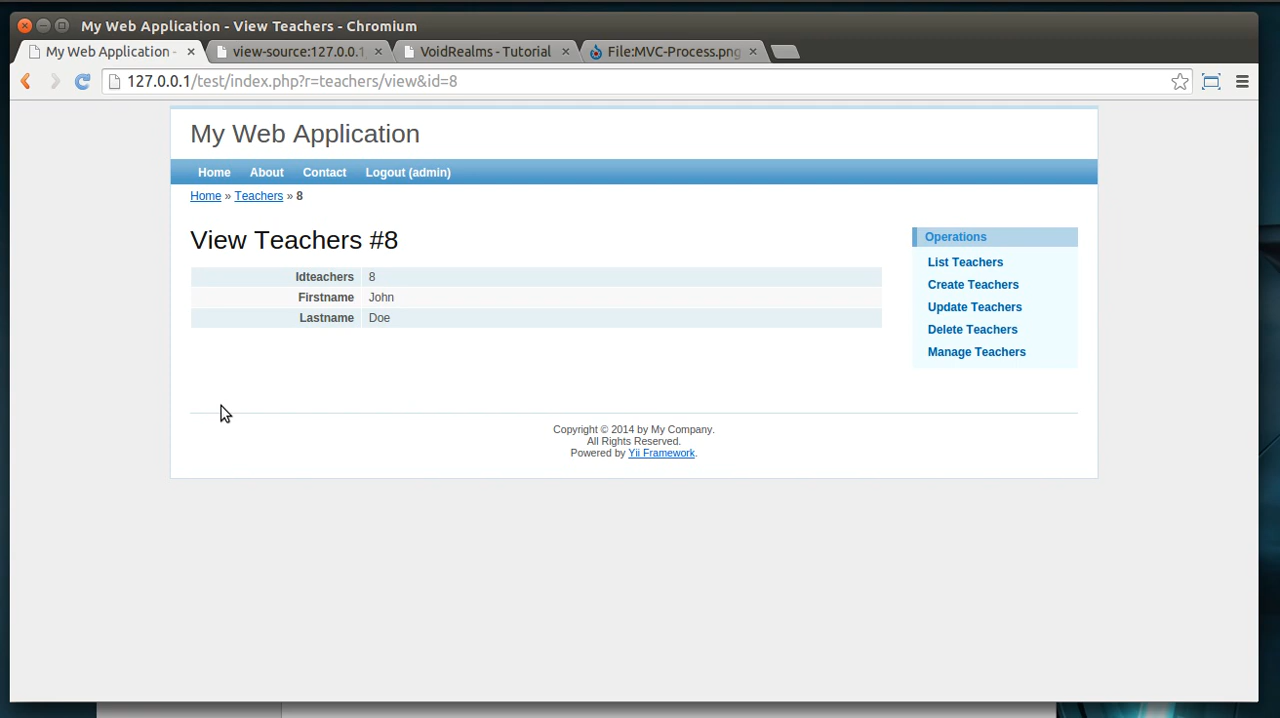 My Web Application - View Teachers - Chromium
My Web Application -
view-source:127.0.0.1
VoidRealms - Tutorial
File:MVC-Process.png
127.0.0.1/test/index.php?r=teachers/view&id=8
My Web Application
Home About Contact Logout (admin)
Home » Teachers » 8
View Teachers #8
Idteachers 8
Firstname John
Lastname Doe
Operations
List Teachers
Create Teachers
Update Teachers
Delete Teachers
Manage Teachers
Copyright © 2014 by My Company.
All Rights Reserved.
Powered by Yii Framework.